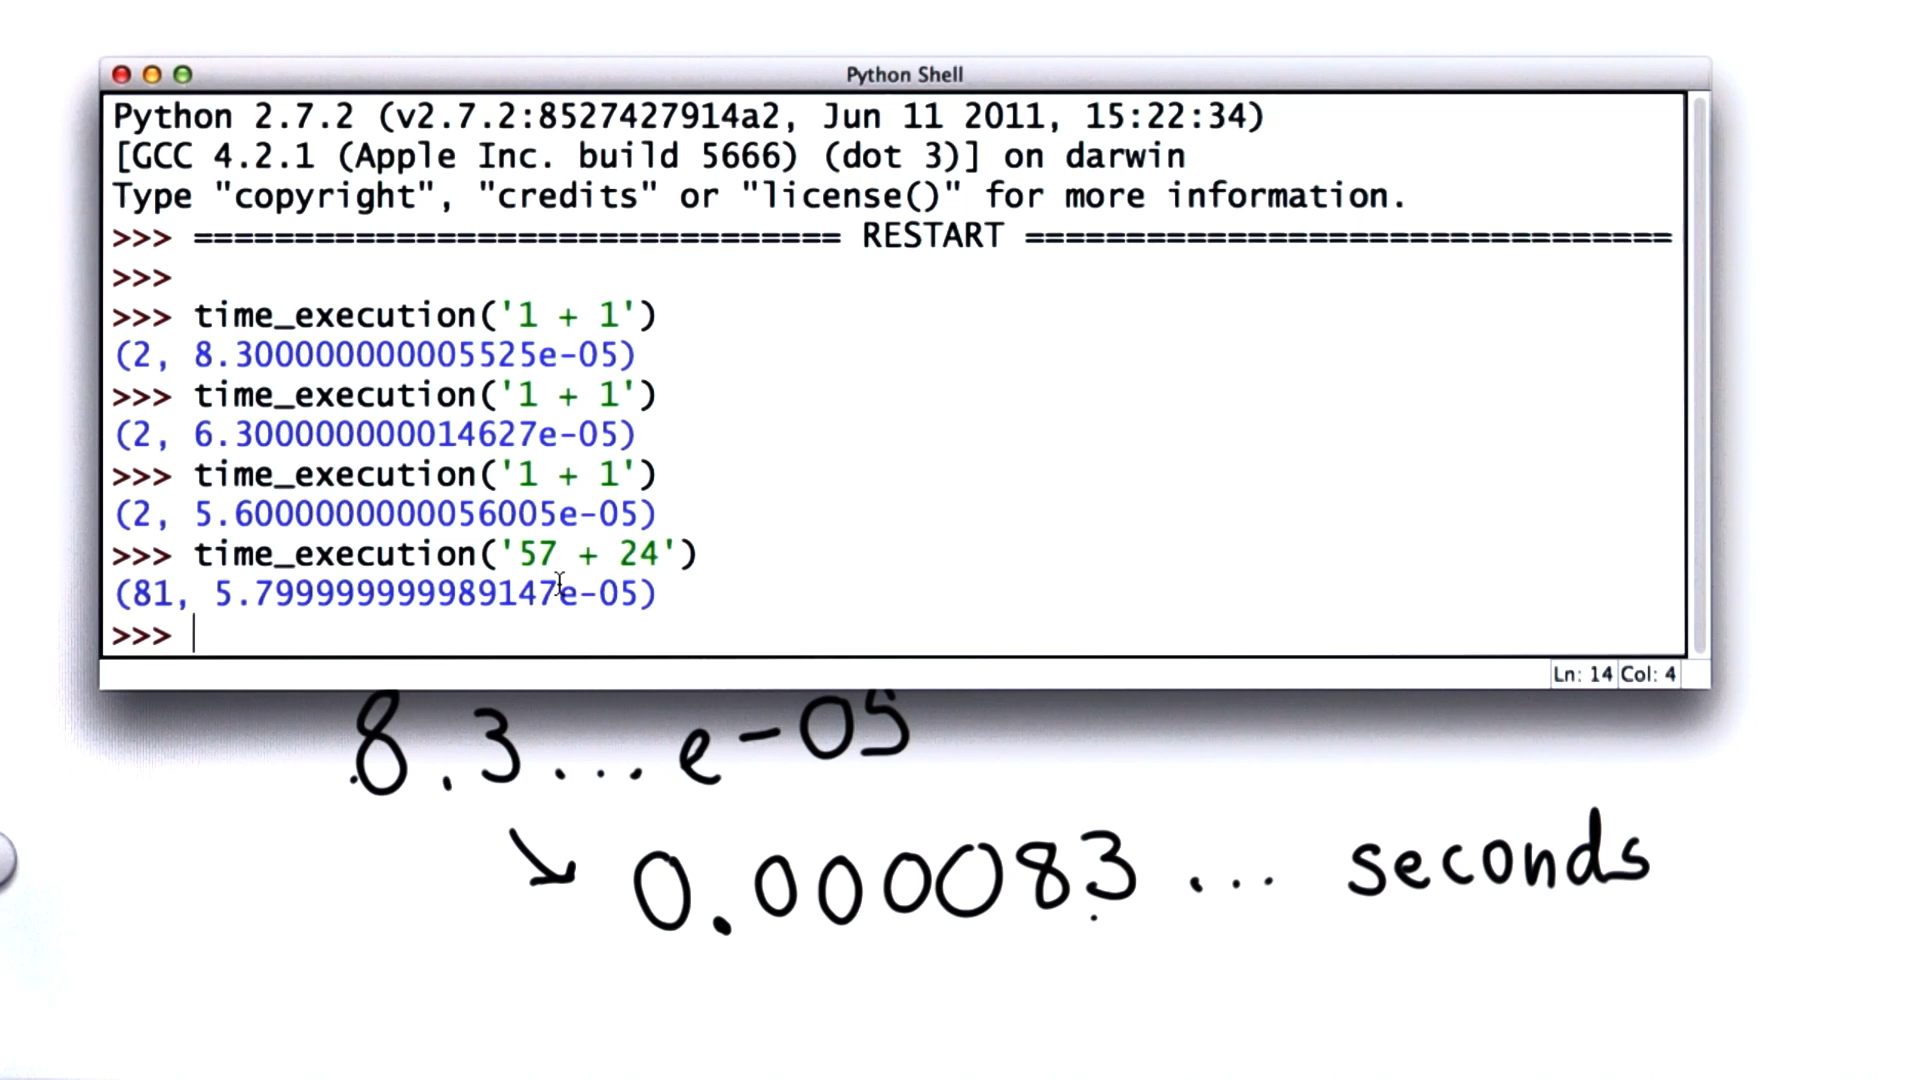 Python Shell
Python 2.7.2 (v2.7.2:8527427914a2, Jun 11 2011, 15:22:34)
[GCC 4.2.1 (Apple Inc. build 5666) (dot 3)] on darwin
Type "copyright", "credits" or "license()" for more information.
>>> ================================ RESTART ================================
>>>
>>> time_execution('1 + 1')
(2, 8.300000000005525e-05)
>>> time_execution('1 + 1')
(2, 6.300000000014627e-05)
>>> time_execution('1 + 1')
(2, 5.6000000000056005e-05)
>>> time_execution('57 + 24')
(81, 5.799999999989147e-05)
>>>
Ln: 14 Col: 4
8.3... e-05
0.000083 ... seconds